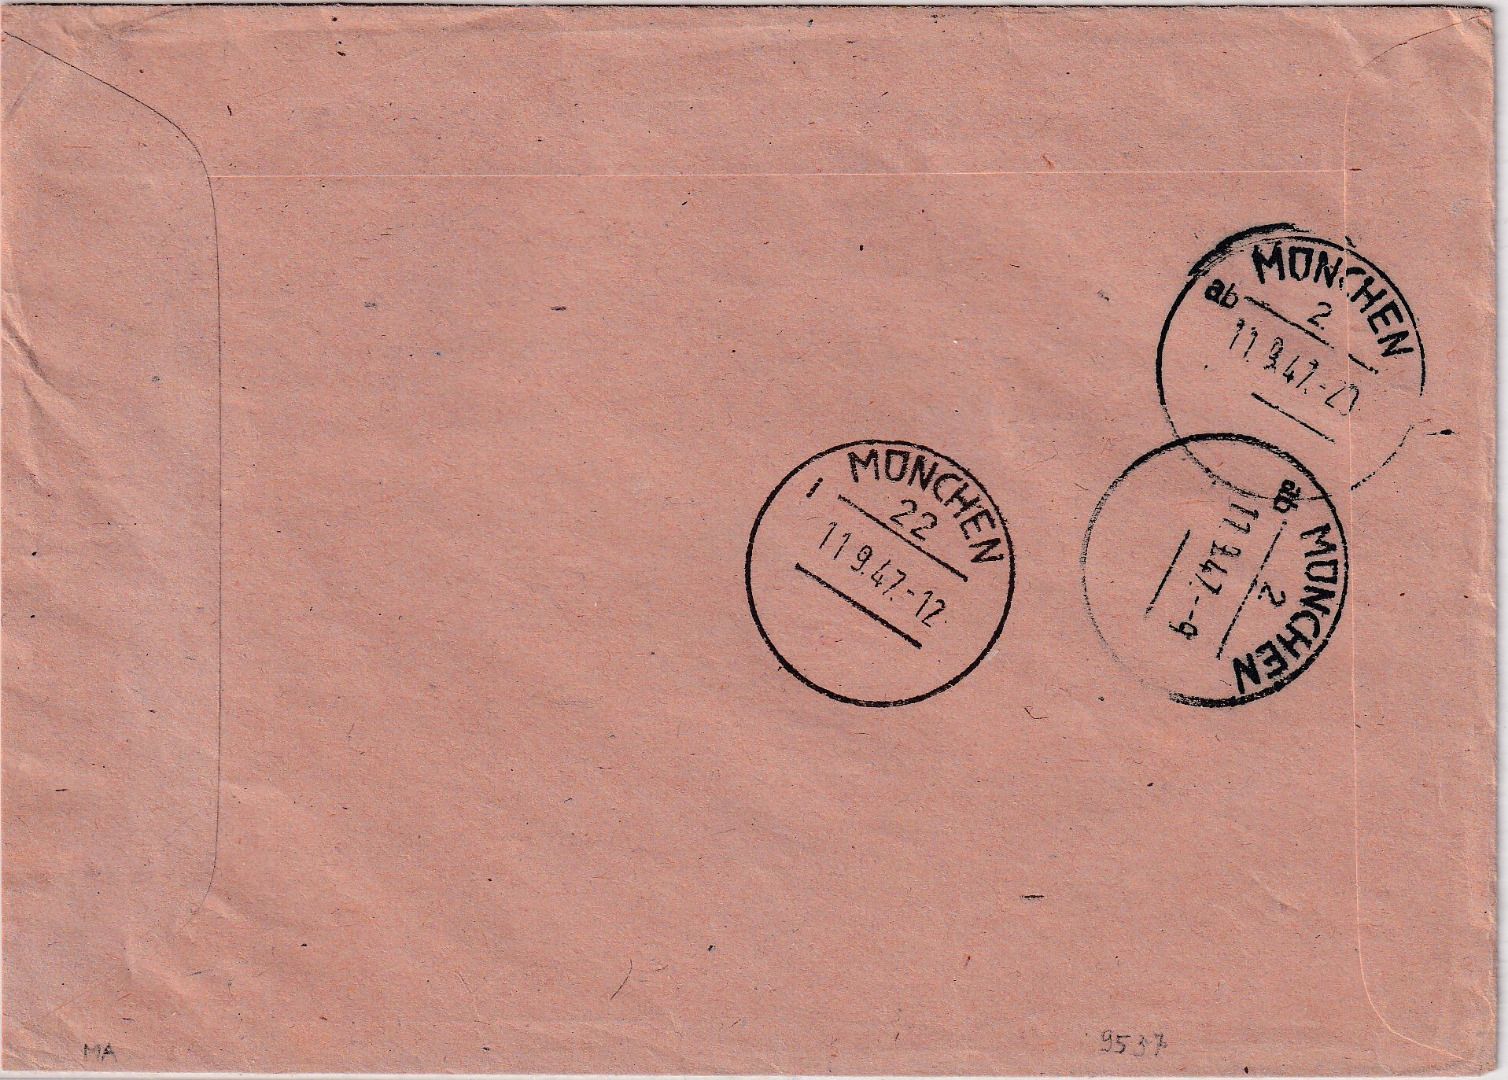 MÜNCHEN
ab
2
11.9.47.-20
MÜNCHEN
i
22
11 9.47.-12
ab
MÜNCHEN
2
11.9.47.-9
MA
9537